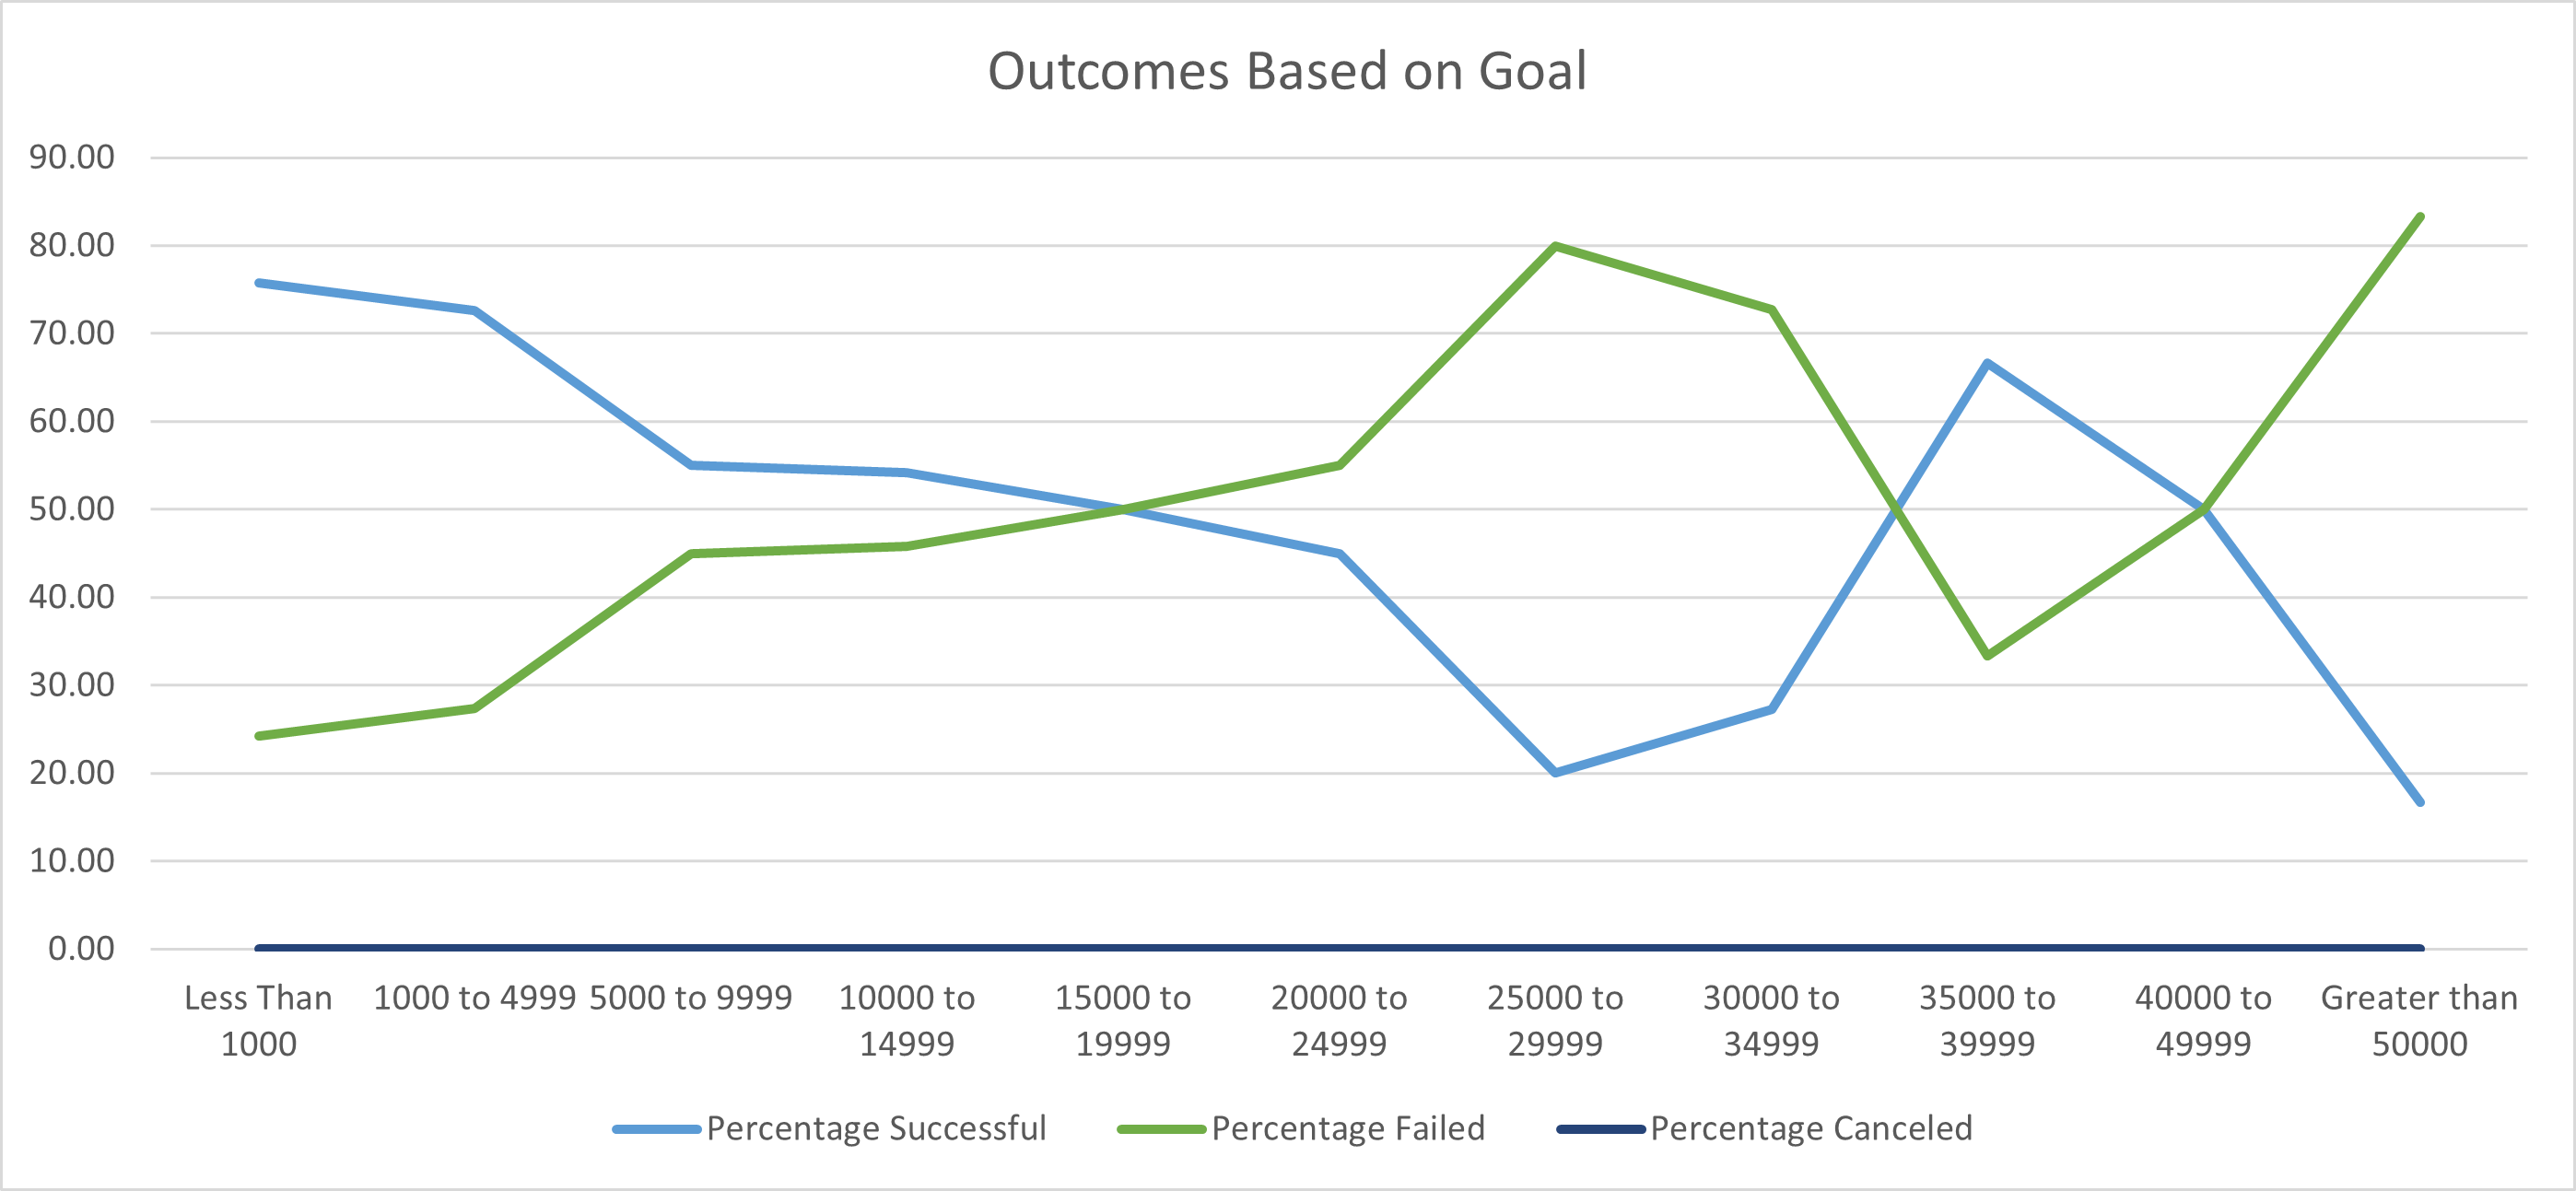 Outcomes Based on Goal
90.00
80.00
70.00
60.00
50.00
40.00
30.00
20.00
10.00
0.00
Less Than 1000
1000 to 4999
5000 to 9999
10000 to 14999
15000 to 19999
20000 to 24999
25000 to 29999
30000 to 34999
35000 to 39999
40000 to 49999
Greater than 50000
Percentage Successful
Percentage Failed
Percentage Canceled